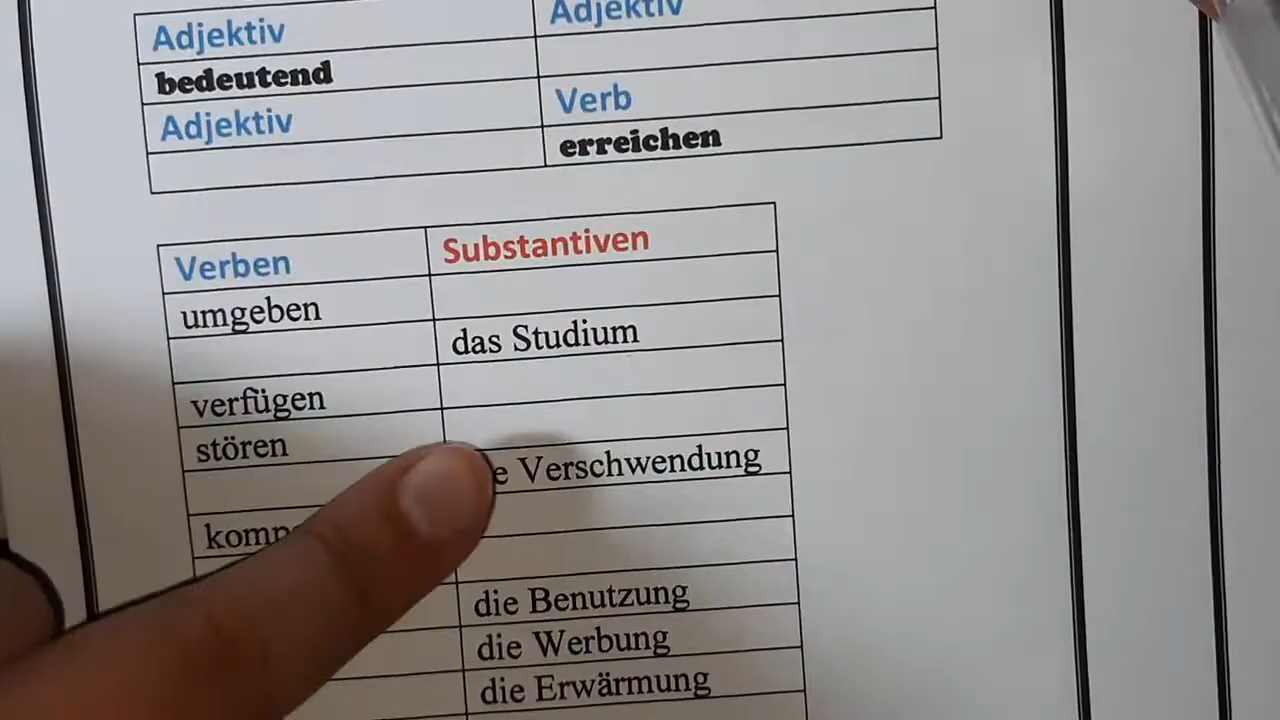 Adjektiv Adjektiv
bedeutend
Adjektiv Verb
erreichen
Verben Substantiven
umgeben
das Studium
verfügen
stören
Verschwendung
die Benutzung
die Werbung
die Erwärmung